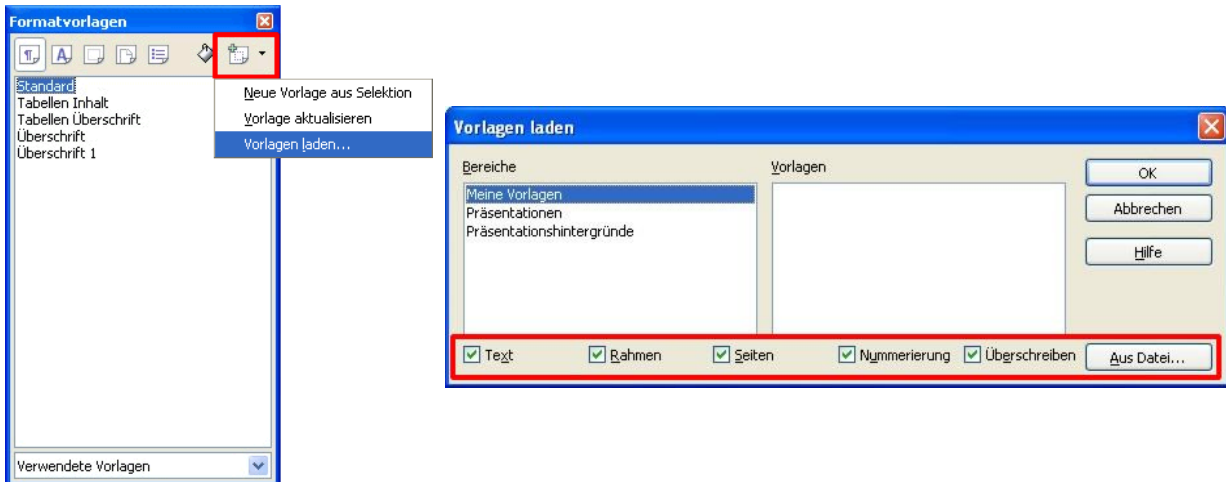 Formatvorlagen
Standard
Tabellen Inhalt
Tabellen Überschrift
Überschrift
Überschrift 1
Verwendete Vorlagen
Neue Vorlage aus Selektion
Vorlage aktualisieren
Vorlagen laden...
Vorlagen laden
Bereiche
Meine Vorlagen
Präsentationen
Präsentationshintergründe
Vorlagen
OK
Abbrechen
Hilfe
Text Rahmen Seiten Nummerierung Überschreiben Aus Datei...